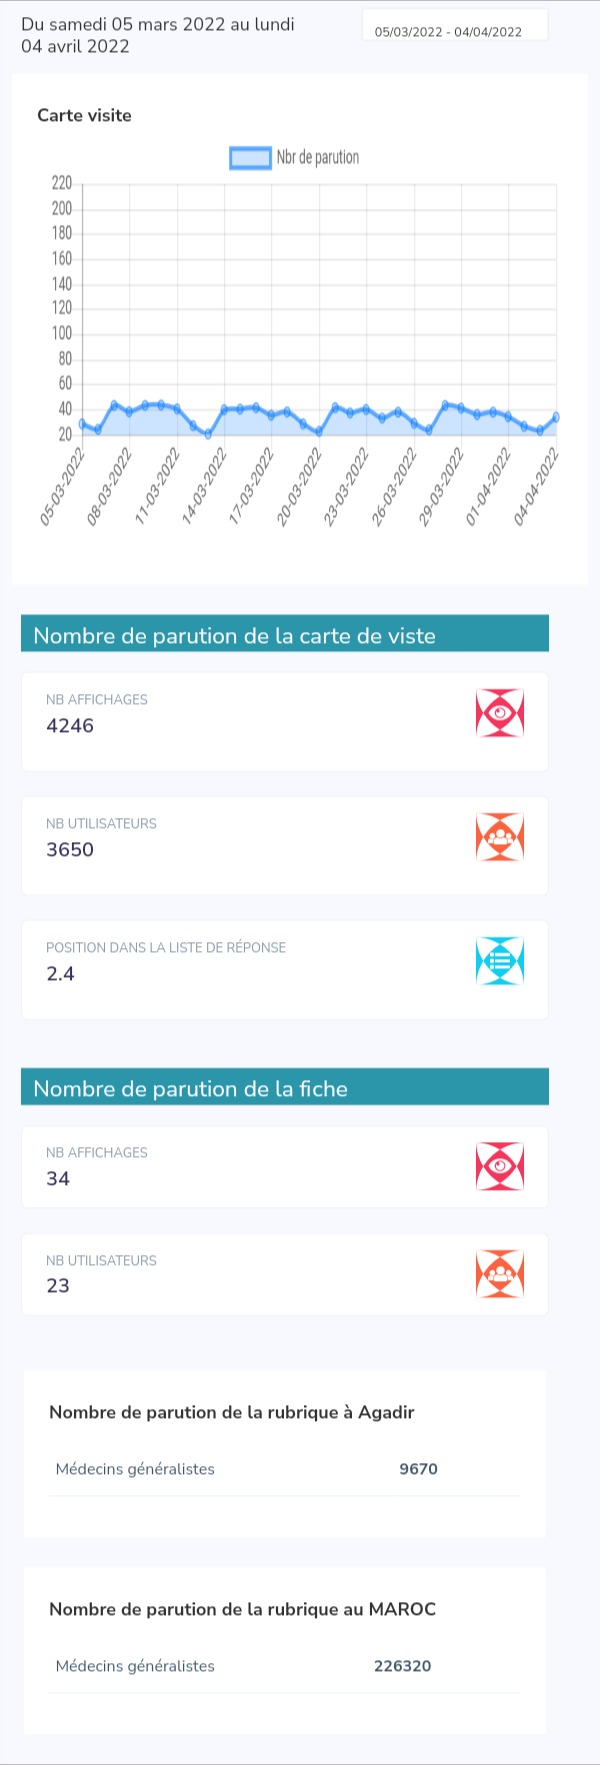 Du samedi 05 mars 2022 au lundi
04 avril 2022
05/03/2022 - 04/04/2022
Carte visite
Nbr de parution
220
200
180
160
140
120
100
80
60
40
20
05-03-2022
08-03-2022
11-03-2022
14-03-2022
17-03-2022
20-03-2022
23-03-2022
26-03-2022
29-03-2022
01-04-2022
04-04-2022
Nombre de parution de la carte de viste
NB AFFICHAGES
4246
NB UTILISATEURS
3650
POSITION DANS LA LISTE DE RÉPONSE
2.4
Nombre de parution de la fiche
NB AFFICHAGES
34
NB UTILISATEURS
23
Nombre de parution de la rubrique à Agadir
Médecins généralistes 9670
Nombre de parution de la rubrique au MAROC
Médecins généralistes 226320